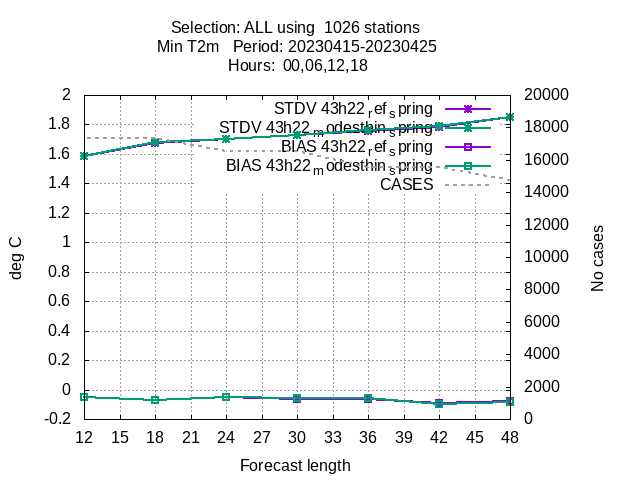 Selection: ALL using  1026 stations
Min T2m   Period: 20230415-20230425
Hours:  00,06,12,18
2
1.8
1.6
1.4
1.2
1
0.8
0.6
0.4
0.2
0
-0.2
20000
18000
16000
14000
12000
10000
8000
6000
4000
2000
0
STDV 43h22_ref_spring
STDV 43h22_modesthin_spring
BIAS 43h22_ref_spring
BIAS 43h22_modesthin_spring
CASES
deg C
No cases
12 15 18 21 24 27 30 33 36 39 42 45 48
Forecast length